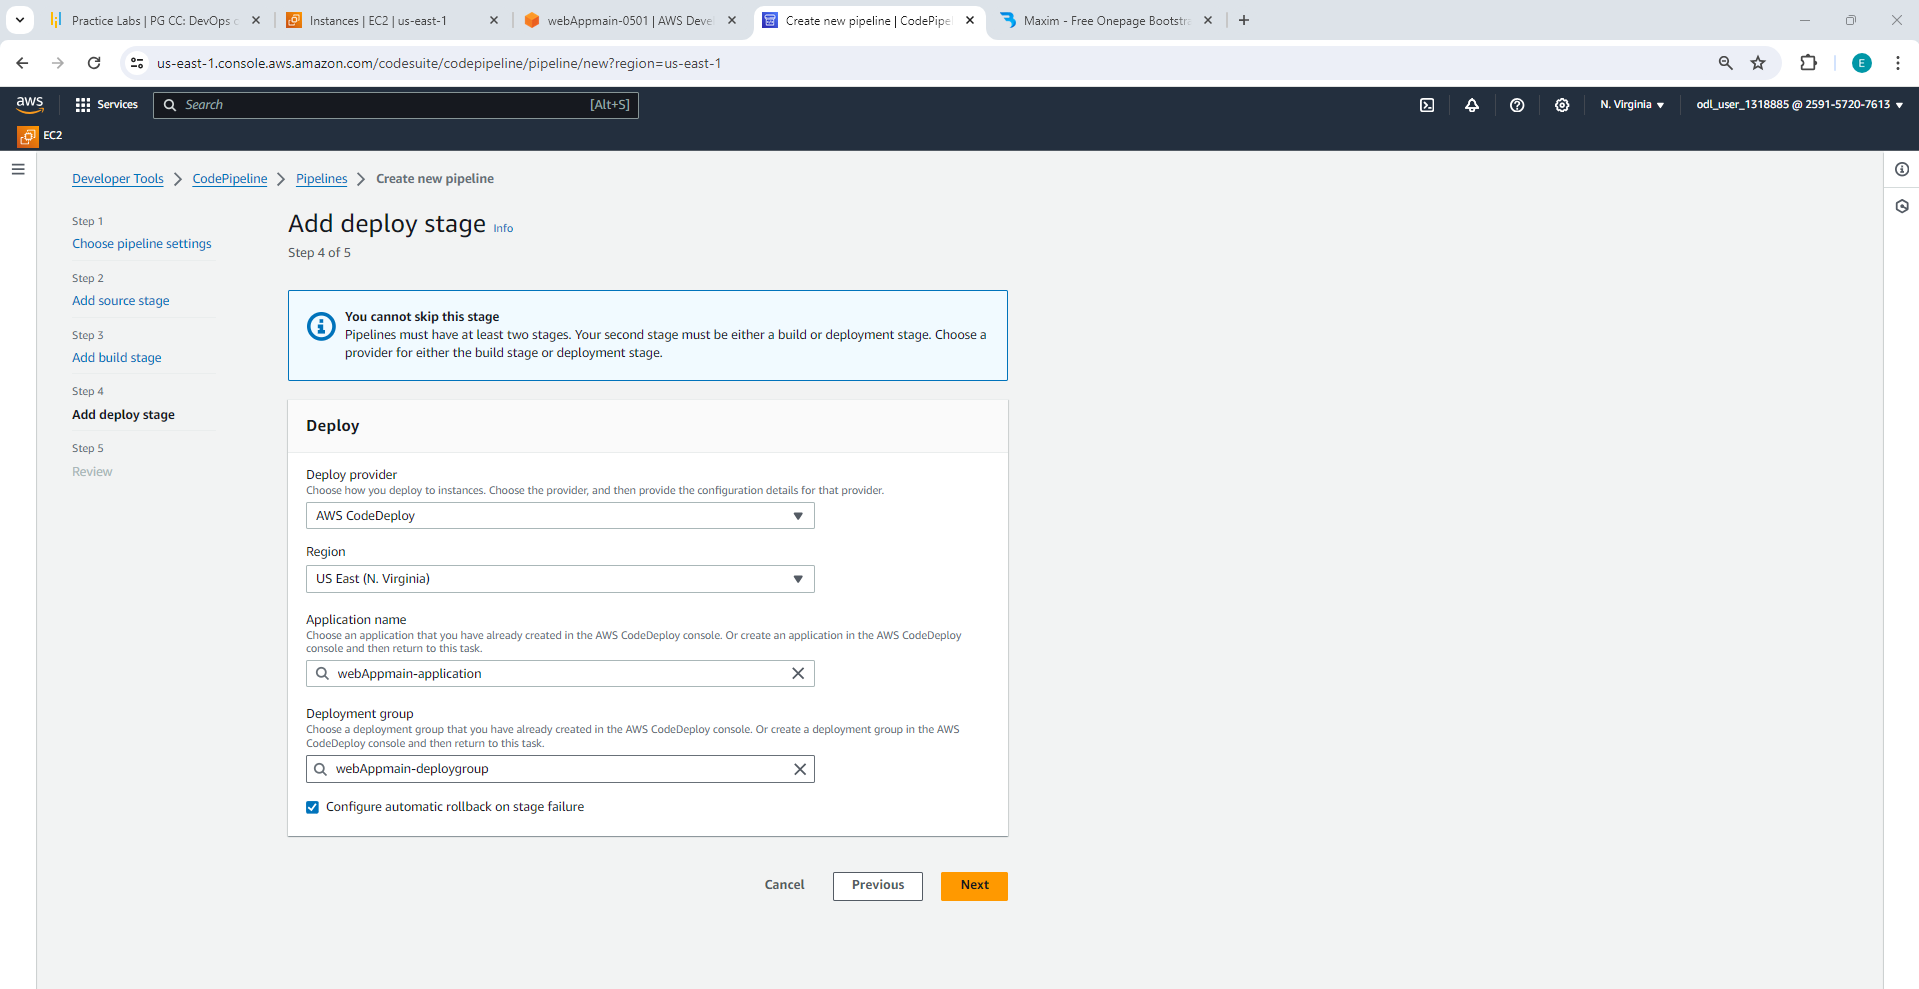 Practice Labs | PG CC: DevOps
Instances | EC2 | us-east-1
webAppmain-0501 | AWS Deve
Create new pipeline | CodePipel
Maxim - Free Onepage Bootstra
us-east-1.console.aws.amazon.com/codesuite/codepipeline/pipeline/new?region=us-east-1
E
aws
Services
Search
[Alt+S]
N. Virginia
odl_user_1318885 @ 2591-5720-7613
EC2
Developer Tools
CodePipeline
Pipelines
Create new pipeline
Step 1
Choose pipeline settings
Step 2
Add source stage
Step 3
Add build stage
Step 4
Add deploy stage
Step 5
Review
Add deploy stage Info
Step 4 of 5
You cannot skip this stage
Pipelines must have at least two stages. Your second stage must be either a build or deployment stage. Choose a
provider for either the build stage or deployment stage.
Deploy
Deploy provider
Choose how you deploy to instances. Choose the provider, and then provide the configuration details for that provider.
AWS CodeDeploy
Region
US East (N. Virginia)
Application name
Choose an application that you have already created in the AWS CodeDeploy console. Or create an application in the AWS CodeDeploy
console and then return to this task.
webAppmain-application
Deployment group
Choose a deployment group that you have already created in the AWS CodeDeploy console. Or create a deployment group in the AWS
CodeDeploy console and then return to this task.
webAppmain-deploygroup
Configure automatic rollback on stage failure
Cancel
Previous
Next